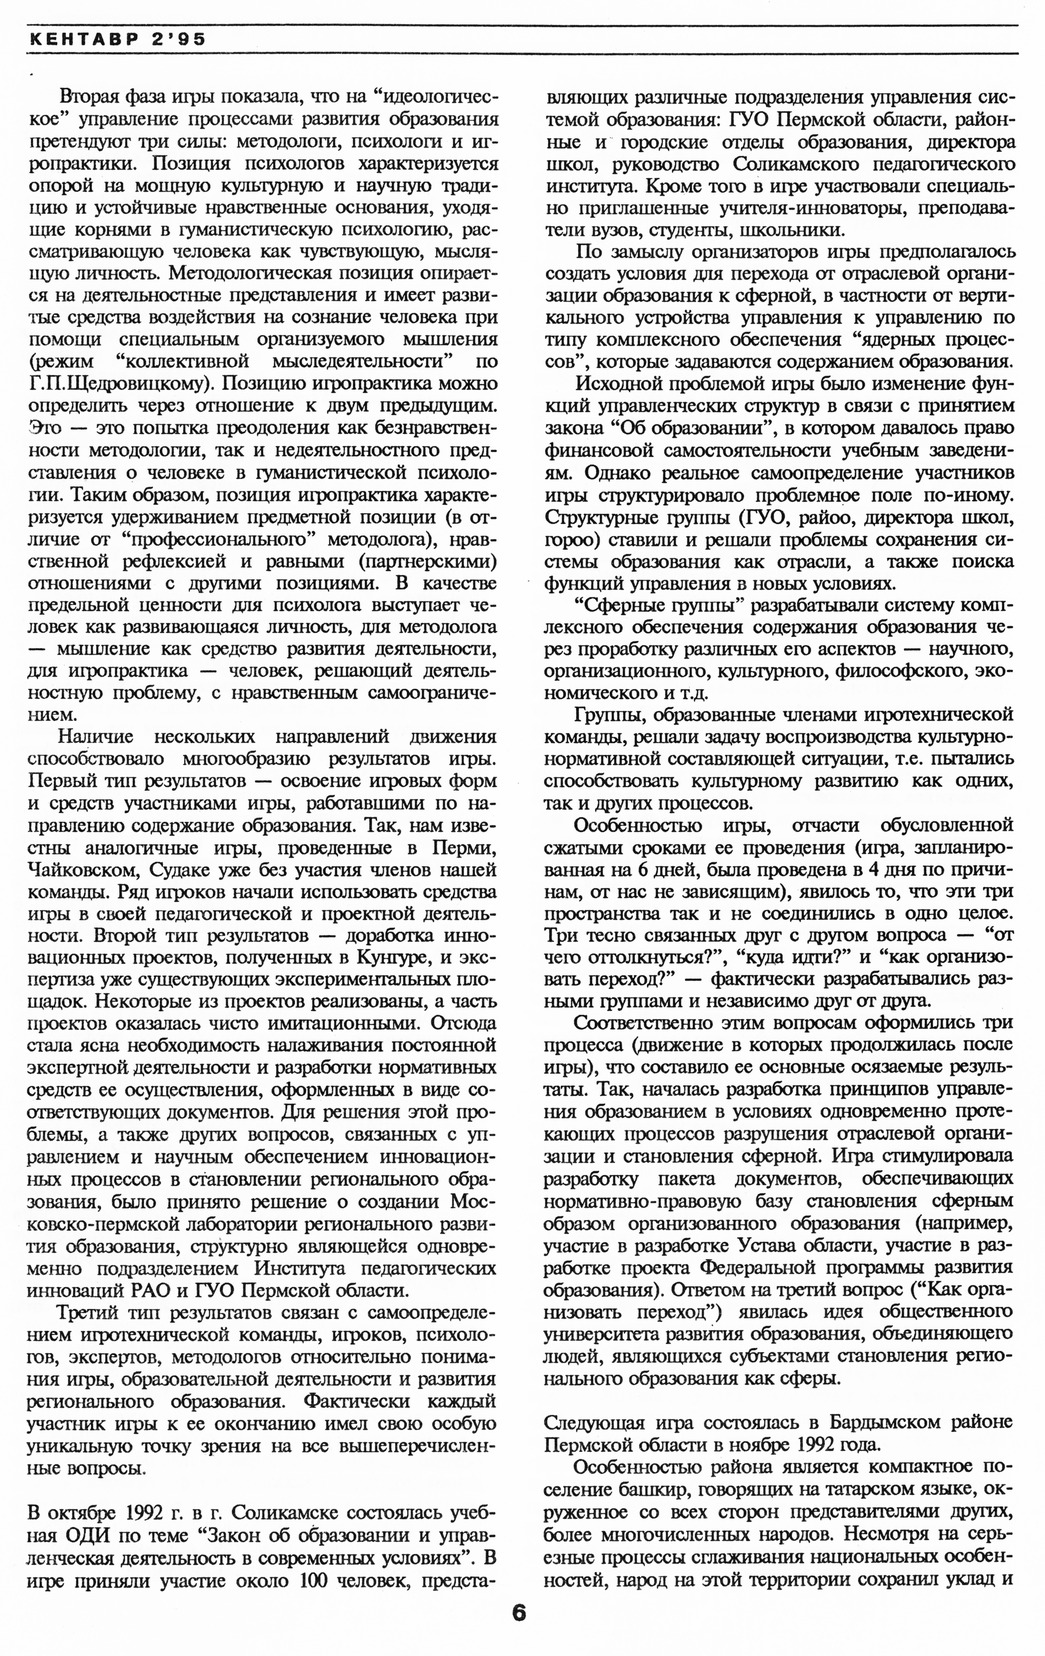 КЕНТАВР 2’95
Вторая фаза игры показала, что на “идеологичес-
кое” управление процессами развития образования
претендуют три силы: методологи, психологи и иг-
ропрактики. Позиция психологов характеризуется
опорой на мощную культурную и научную тради-
цию и устойчивые нравственные основания, уходя-
щие корнями в гуманистическую психологию, рас-
сматривающую человека как чувствующую, мысля-
щую личность. Методологическая позиция опирает-
ся на деятельностные представления и имеет разви-
тые средства воздействия на сознание человека при
помощи специальным организуемого мышления
(режим “коллективной мыследеятельности” по
Г.П.Щедровицкому). Позицию игропрактика можно
определить через отношение к двум предыдущим.
Это — это попытка преодоления как безнравствен-
ности методологии, так и недеятельностного пред-
ставления о человеке в гуманистической психоло-
гии. Таким образом, позиция игропрактика характе-
ризуется удерживанием предметной позиции (в от-
личие от “профессионального” методолога), нрав-
ственной рефлексией и равными (партнерскими)
отношениями с другими позициями. В качестве
предельной ценности для психолога выступает че-
ловек как развивающаяся личность, для методолога
— мышление как средство развития деятельности,
для игропрактика — человек, решающий деятель-
ностную проблему, с нравственным самоограниче-
нием.
Наличие нескольких направлений движения
способствовало многообразию результатов игры.
Первый тип результатов — освоение игровых форм
и средств участниками игры, работавшими по на-
правлению содержание образования. Так, нам изве-
стны аналогичные игры, проведенные в Перми,
Чайковском, Судаке уже без участия членов нашей
команды. Ряд игроков начали использовать средства
игры в своей педагогической и проектной деятель-
ности. Второй тип результатов — доработка инно-
вационных проектов, полученных в Кунгуре, и экс-
пертиза уже существующих экспериментальных пло-
щадок. Некоторые из проектов реализованы, а часть
проектов оказалась чисто имитационными. Отсюда
стала ясна необходимость налаживания постоянной
экспертной деятельности и разработки нормативных
средств ее осуществления, оформленных в виде со-
ответствующих документов. Для решения этой про-
блемы, а также других вопросов, связанных с уп-
равлением и научным обеспечением инновацион-
ных процессов в становлении регионального обра-
зования, было принято решение о создании Мос-
ковско-пермской лаборатории регионального разви-
тия образования, структурно являющейся одновре-
менно подразделением Института педагогических
инноваций РАО и ГУО Пермской области.
Третий тип результатов связан с самоопределе-
нием игротехнической команды, игроков, психоло-
гов, экспертов, методологов относительно понима-
ния игры, образовательной деятельности и развития
регионального образования. Фактически каждый
участник игры к ее окончанию имел свою особую
уникальную точку зрения на все вышеперечислен-
ные вопросы.
В октябре 1992 г. в г. Соликамске состоялась учеб-
ная ОДИ по теме “Закон об образовании и управ-
ленческая деятельность в современных условиях”. В
игре приняли участие около 100 человек, предста-
вляющих различные подразделения управления сис-
темой образования: ГУО Пермской области, район-
ные и городские отделы образования, директора
школ, руководство Соликамского педагогического
института. Кроме того в игре участвовали специаль-
но приглашенные учителя-инноваторы, преподава-
тели вузов, студенты, школьники.
По замыслу организаторов игры предполагалось
создать условия для перехода от отраслевой органи-
зации образования к сферной, в частности от верти-
кального устройства управления к управлению по
типу комплексного обеспечения “ядерных процес-
сов”, которые задаваются содержанием образования.
Исходной проблемой игры было изменение фун-
кций управленческих структур в связи с принятием
закона “Об образовании”, в котором давалось право
финансовой самостоятельности учебным заведени-
ям. Однако реальное самоопределение участников
игры структурировало проблемное поле по-иному.
Структурные группы (ГУО, райоо, директора школ,
гороо) ставили и решали проблемы сохранения си-
стемы образования как отрасли, а также поиска
функций управления в новых условиях.
“Сферные группы” разрабатывали систему комп-
лексного обеспечения содержания образования че-
рез проработку различных его аспектов — научного,
организационного, культурного, философского, эко-
номического и т.д.
Группы, образованные членами игротехнической
команды, решали задачу воспроизводства культурно-
нормативной составляющей ситуации, т.е. пытались
способствовать культурному развитию как одних,
так и других процессов.
Особенностью игры, отчасти обусловленной
сжатыми сроками ее проведения (игра, запланиро-
ванная на 6 дней, была проведена в 4 дня по причи-
нам, от нас не зависящим), явилось то, что эти три
пространства так и не соединились в одно целое.
Три тесно связанных друг с другом вопроса — “от
чего оттолкнуться?”, “куда идти?” и “как организо-
вать переход?” — фактически разрабатывались раз-
ными группами и независимо друг от друга.
Соответственно этим вопросам оформились три
процесса (движение в которых продолжилась после
игры), что составило ее основные осязаемые резуль-
таты. Так, началась разработка принципов управле-
ния образованием в условиях одновременно проте-
кающих процессов разрушения отраслевой органи-
зации и становления сферной. Игра стимулировала
разработку пакета документов, обеспечивающих
нормативно-правовую базу становления сферным
образом организованного образования (например,
участие в разработке Устава области, участие в раз-
работке проекта Федеральной программы развития
образования). Ответом на третий вопрос (“Как орга-
низовать переход”) явилась идея общественного
университета развития образования, объединяющего
людей, являющихся субъектами становления регио-
нального образования как сферы.
Следующая игра состоялась в Бардымском районе
Пермской области в ноябре 1992 года.
Особенностью района является компактное по-
селение башкир, говорящих на татарском языке, ок-
руженное со всех сторон представителями других,
более многочисленных народов. Несмотря на серь-
езные процессы сглаживания национальных особен-
ностей, народ на этой территории сохранил уклад и
6